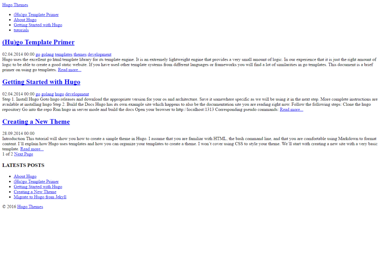 Hugo Themes
(Hu)go Template Primer
About Hugo
Getting Started with Hugo
tutorials
(Hu)go Template Primer
02.04.2014 00:00 go golang templates themes development
Hugo uses the excellent go html/template library for its template engine. It is an extremely lightweight engine that provides a very small amount of logic. In our experience that it is just the right amount of
logic to be able to create a good static website. If you have used other template systems from different languages or frameworks you will find a lot of similarities in go templates. This document is a brief
primer on using go templates. Read more...
Getting Started with Hugo
02.04.2014 00:00 go golang hugo development
Step 1. Install Hugo Goto hugo releases and download the appropriate version for your os and architecture. Save it somewhere specific as we will be using it in the next step. More complete instructions are
available at installing hugo Step 2. Build the Docs Hugo has its own example site which happens to also be the documentation site you are reading right now. Follow the following steps: Clone the hugo
repository Go into the repo Run hugo in server mode and build the docs Open your browser to http://localhost:1313 Corresponding pseudo commands: Read more...
Creating a New Theme
28.09.2014 00:00
Introduction This tutorial will show you how to create a simple theme in Hugo. I assume that you are familiar with HTML, the bash command line, and that you are comfortable using Markdown to format
content. I'll explain how Hugo uses templates and how you can organize your templates to create a theme. I won't cover using CSS to style your theme. We'll start with creating a new site with a very basic
template. Read more...
1 of 2 Next Page
LATESTS POSTS
About Hugo
(Hu)go Template Primer
Getting Started with Hugo
Creating a New Theme
Migrate to Hugo from Jekyll
© 2016 Hugo Themes